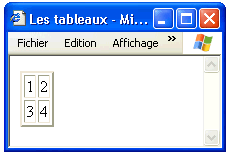 Les tableaux - Mi...
Fichier Edition Affichage »
1 2
3 4